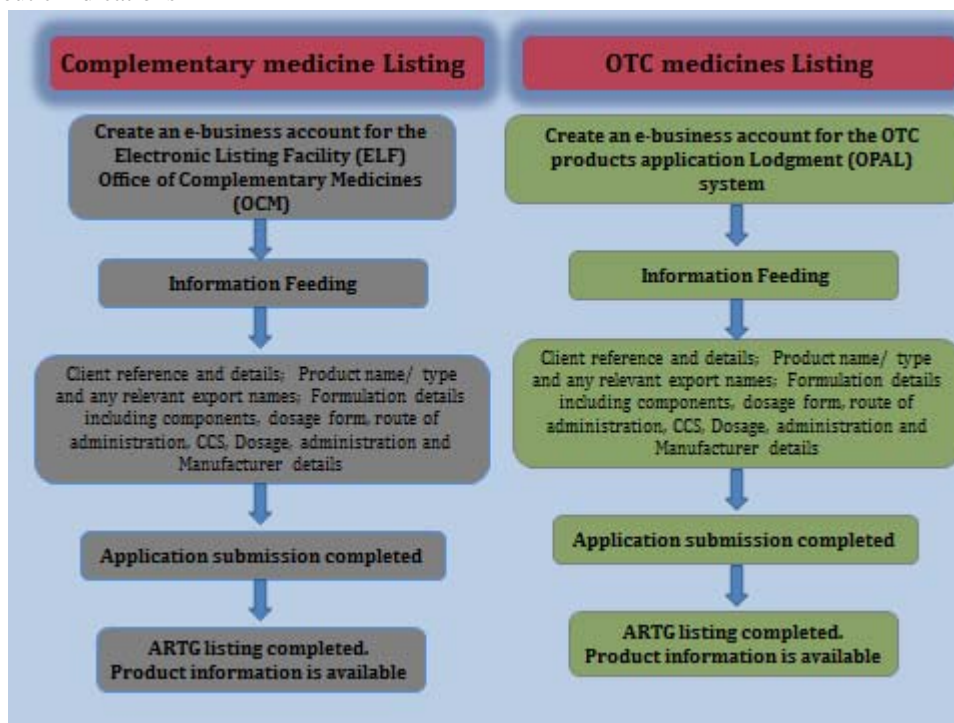 Complementary medicine Listing
Create an e-business account for the
Electronic Listing Facility (ELF)
Office of Complementary Medicines
(OCM)
Information Feeding
Client reference and details; Product name/ type
and any relevant export names; Formulation details
including components, dosage form, route of
administration, CCS, Dosage, administration and
Manufacturer details
Application submission completed
ARTG listing completed.
Product information is available
OTC medicines Listing
Create an e-business account for the OTC
products application Lodgment (OPAL)
system
Information Feeding
Client reference and details; Product name/ type
and any relevant export names; Formulation details
including components, dosage form, route of
administration, CCS, Dosage, administration and
Manufacturer details
Application submission completed
ARTG listing completed.
Product information is available